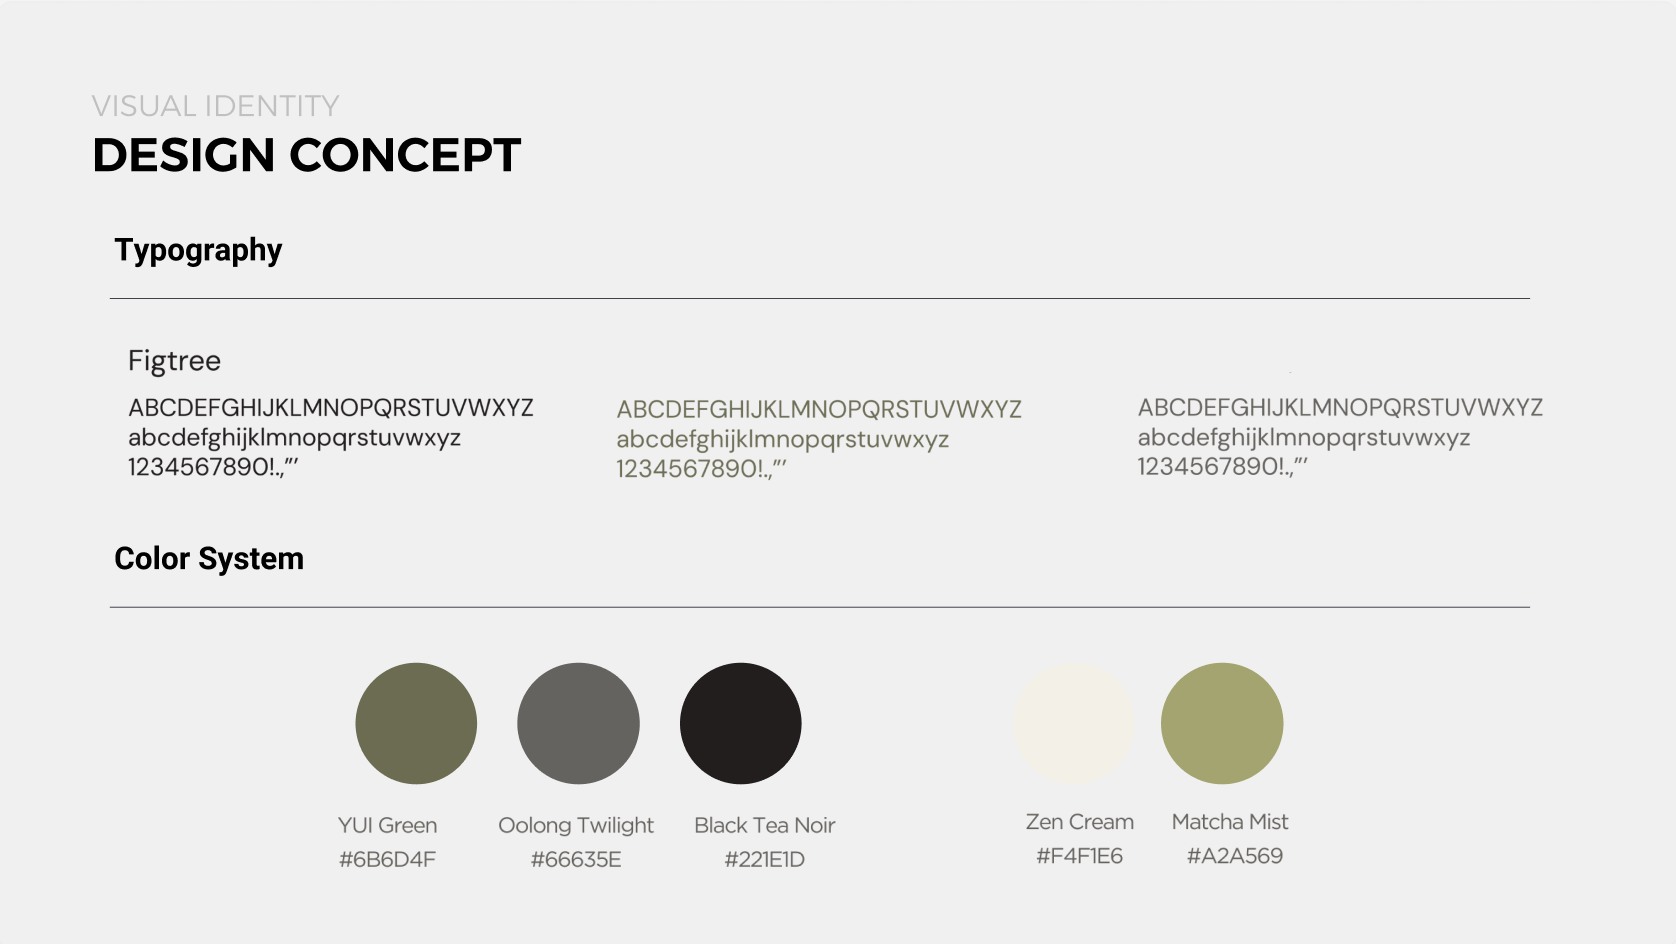 VISUAL IDENTITY
DESIGN CONCEPT
Typography
Figtree
ABCDEFGHIJKLMNOPQRSTUVWXYZ
abcdefghijklmnopqrstuvwxyz
1234567890!.,”’
ABCDEFGHIJKLMNOPQRSTUVWXYZ
abcdefghijklmnopqrstuvwxyz
1234567890!.,”’
ABCDEFGHIJKLMNOPQRSTUVWXYZ
abcdefghijklmnopqrstuvwxyz
1234567890!.,”’
Color System
YUI Green
#6B6D4F
Oolong Twilight
#66635E
Black Tea Noir
#221E1D
Zen Cream
#F4F1E6
Matcha Mist
#A2A569